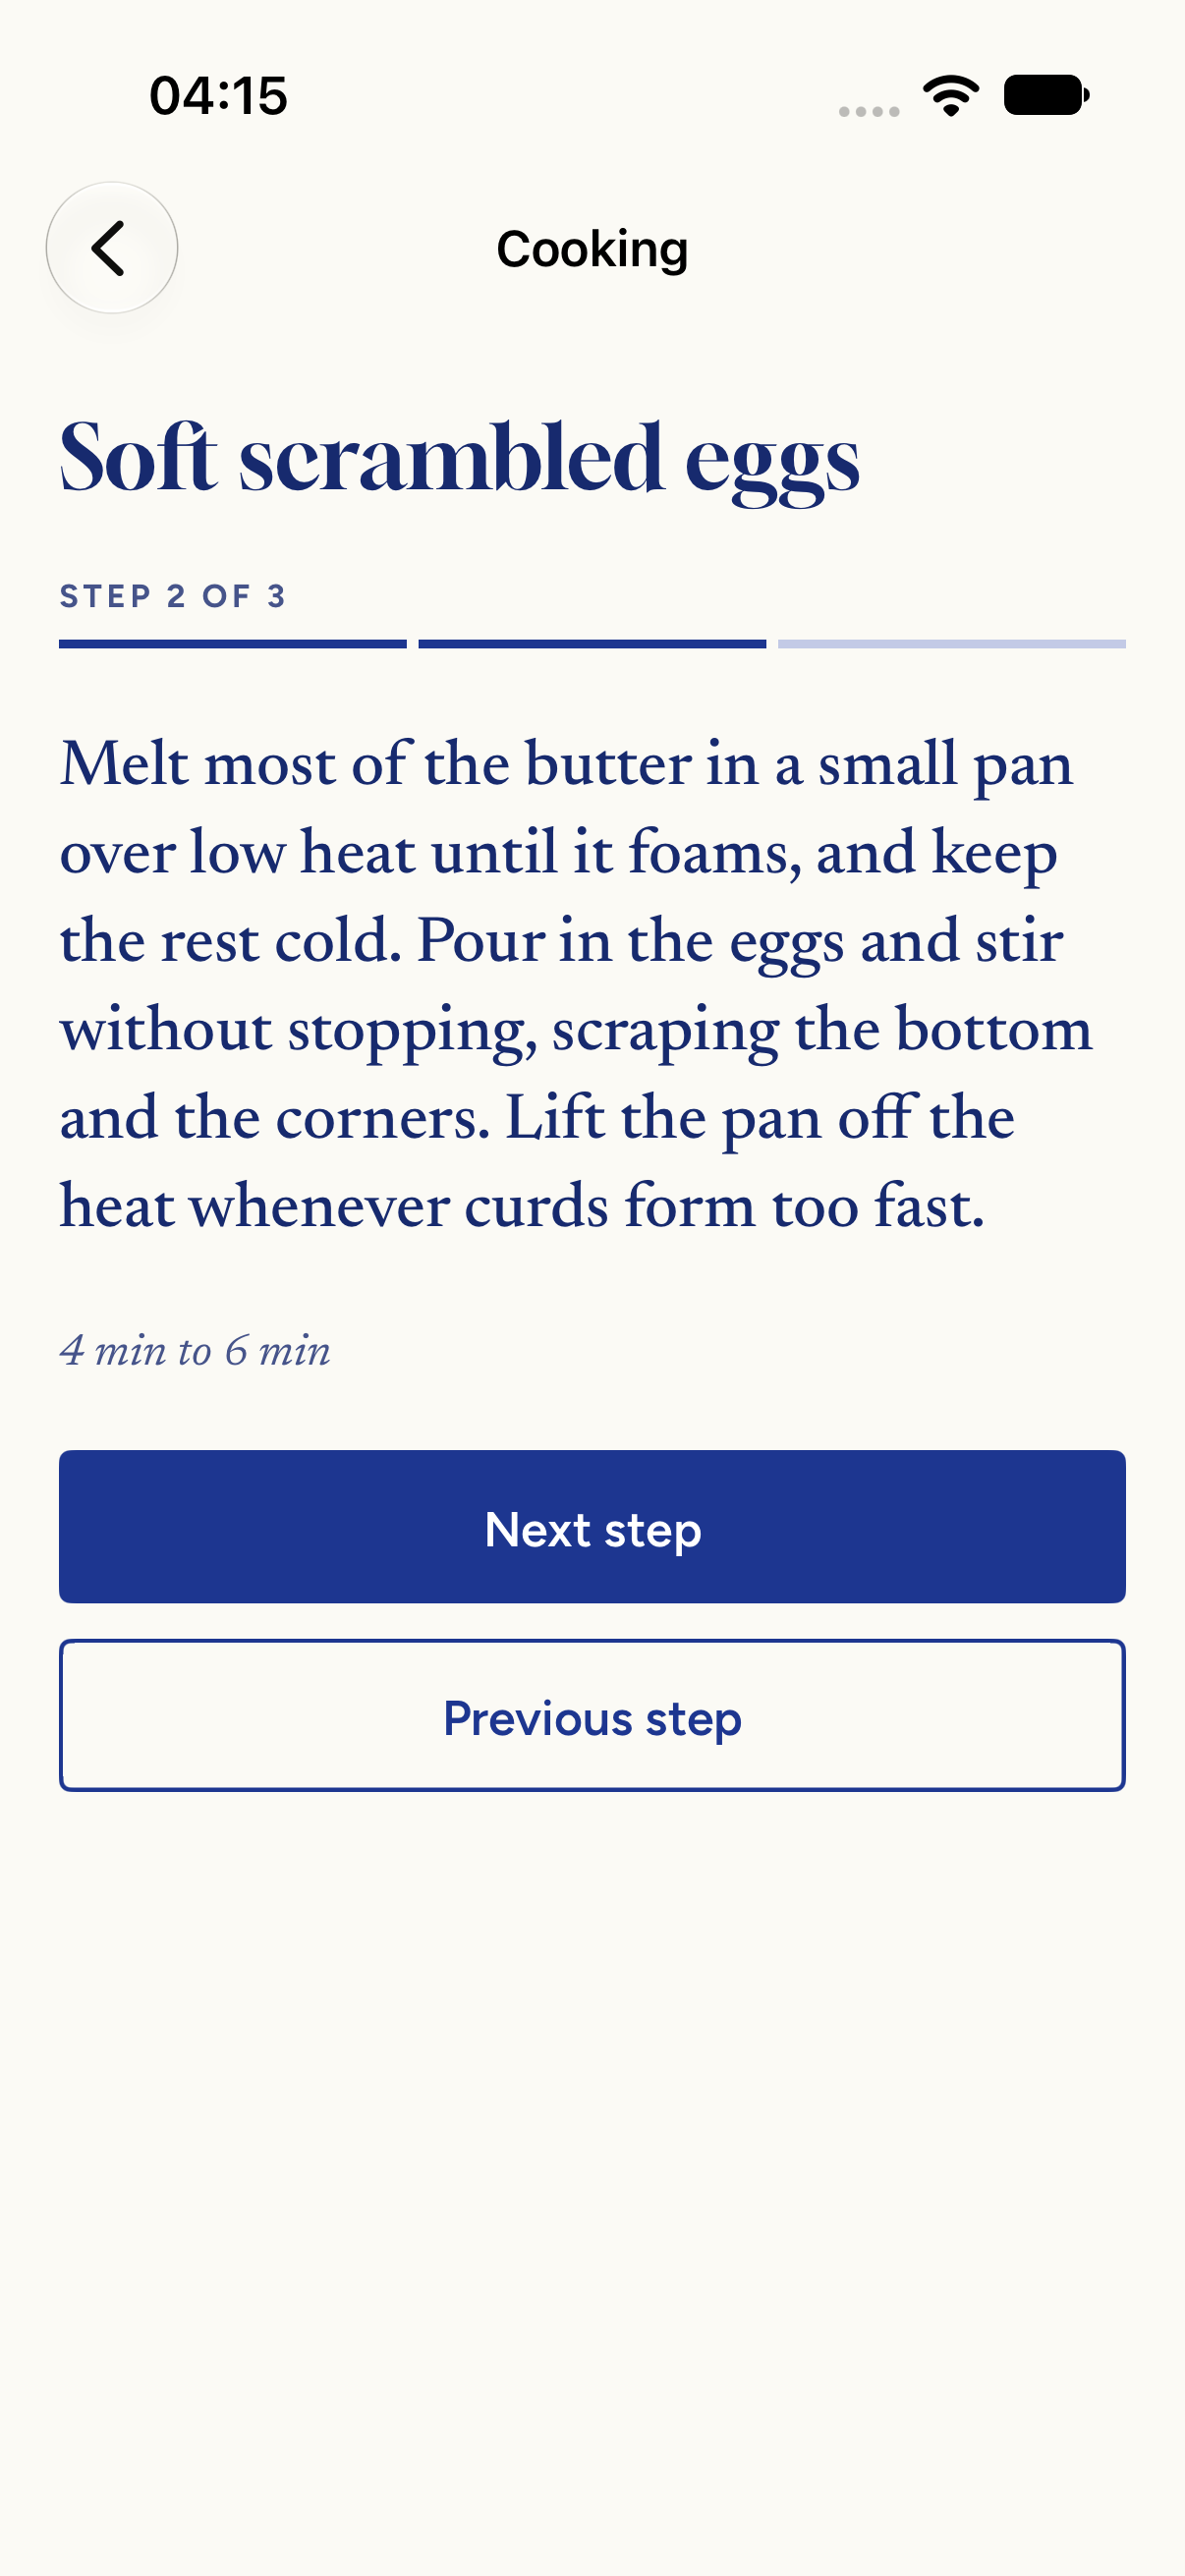 04:15
Cooking
Soft scrambled eggs
STEP 2 OF 3
Melt most of the butter in a small pan
over low heat until it foams, and keep
the rest cold. Pour in the eggs and stir
without stopping, scraping the bottom
and the corners. Lift the pan off the
heat whenever curds form too fast.
4 min to 6 min
Next step
Previous step